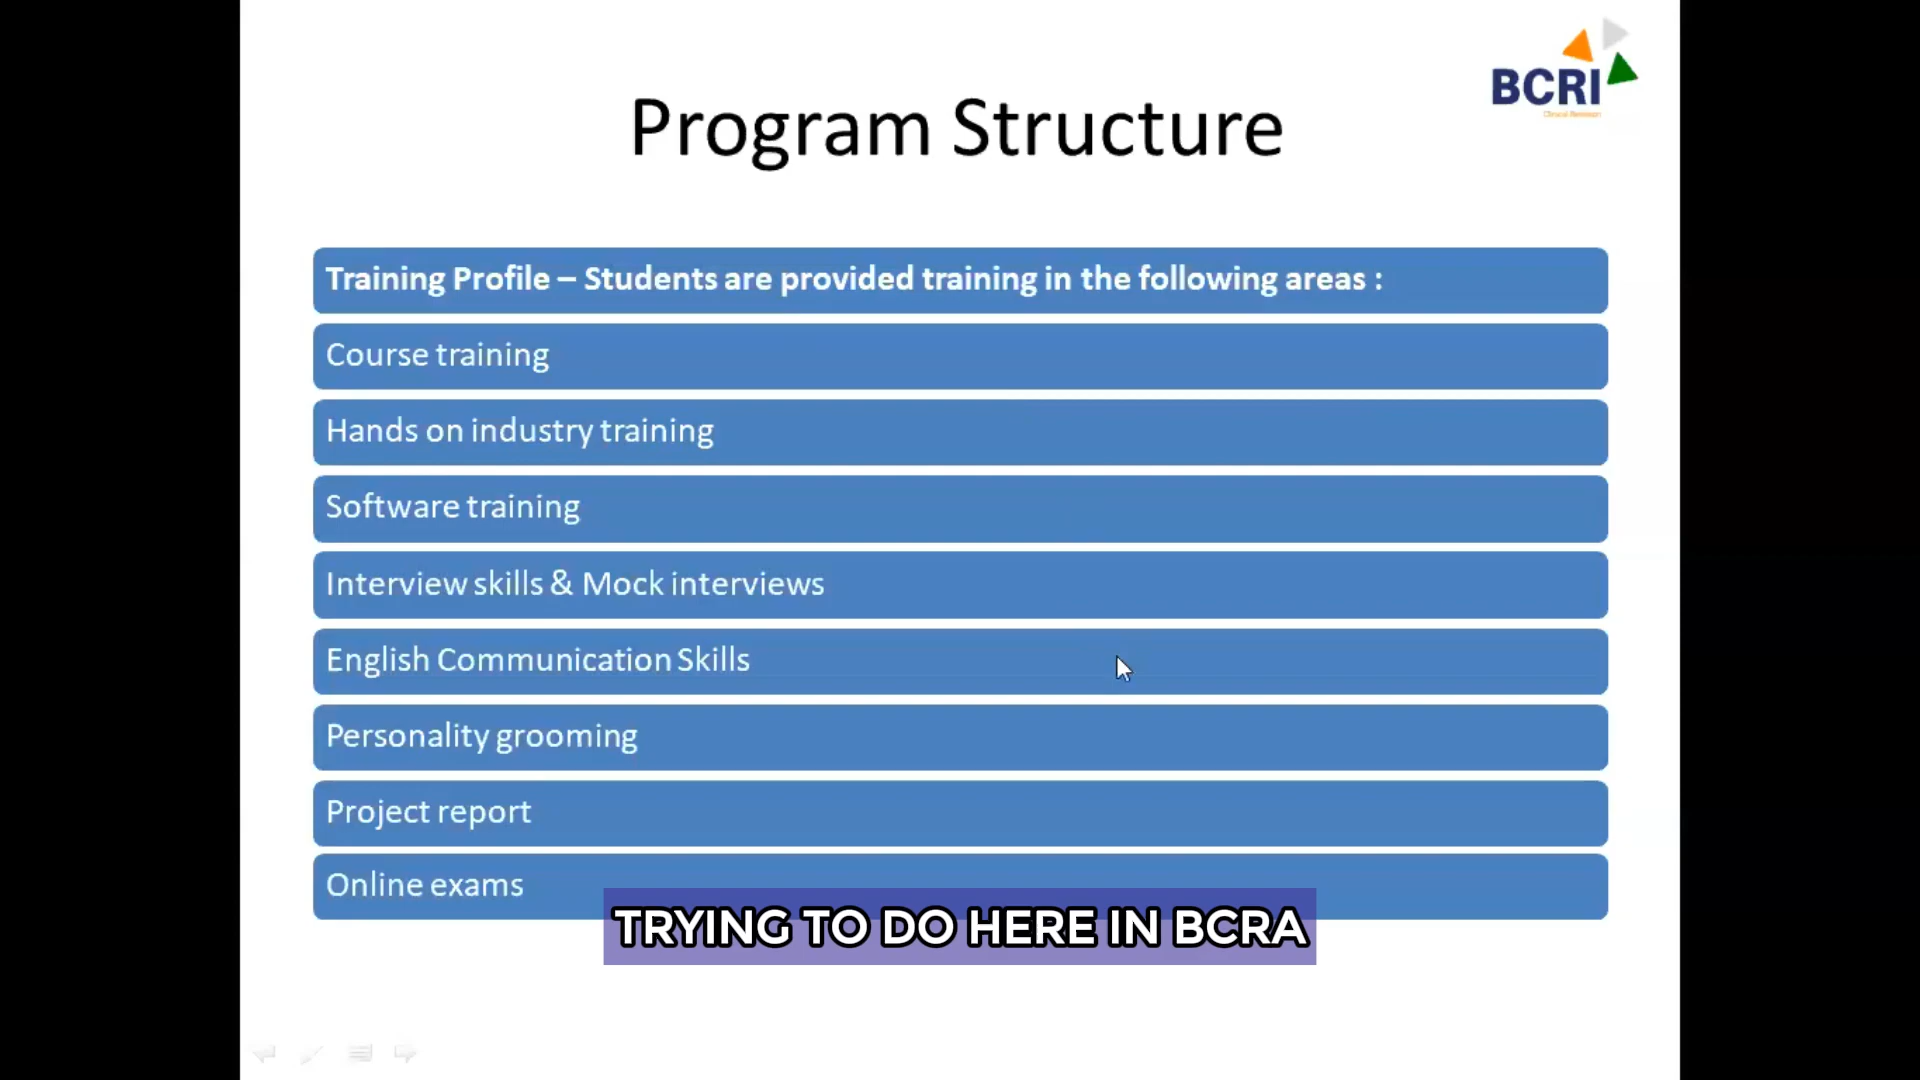 BCRI
Clinical Research
Program Structure
Training Profile – Students are provided training in the following areas :
Course training
Hands on industry training
Software training
Interview skills & Mock interviews
English Communication Skills
Personality grooming
Project report
Online exams
TRYING TO DO HERE IN BCRA